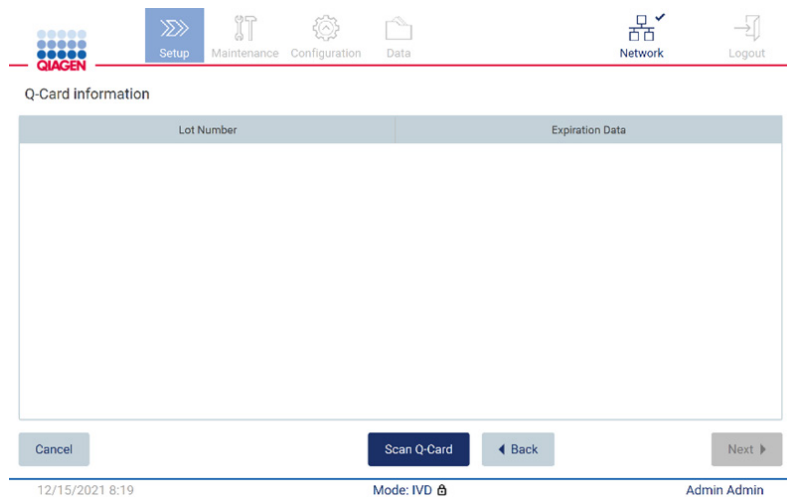 Setup Maintenance Configuration Data Network Logout
QIAGEN
Q-Card information
Lot Number Expiration Data
Cancel Scan Q-Card Back Next
12/15/2021 8:19 Mode: IVD Admin Admin